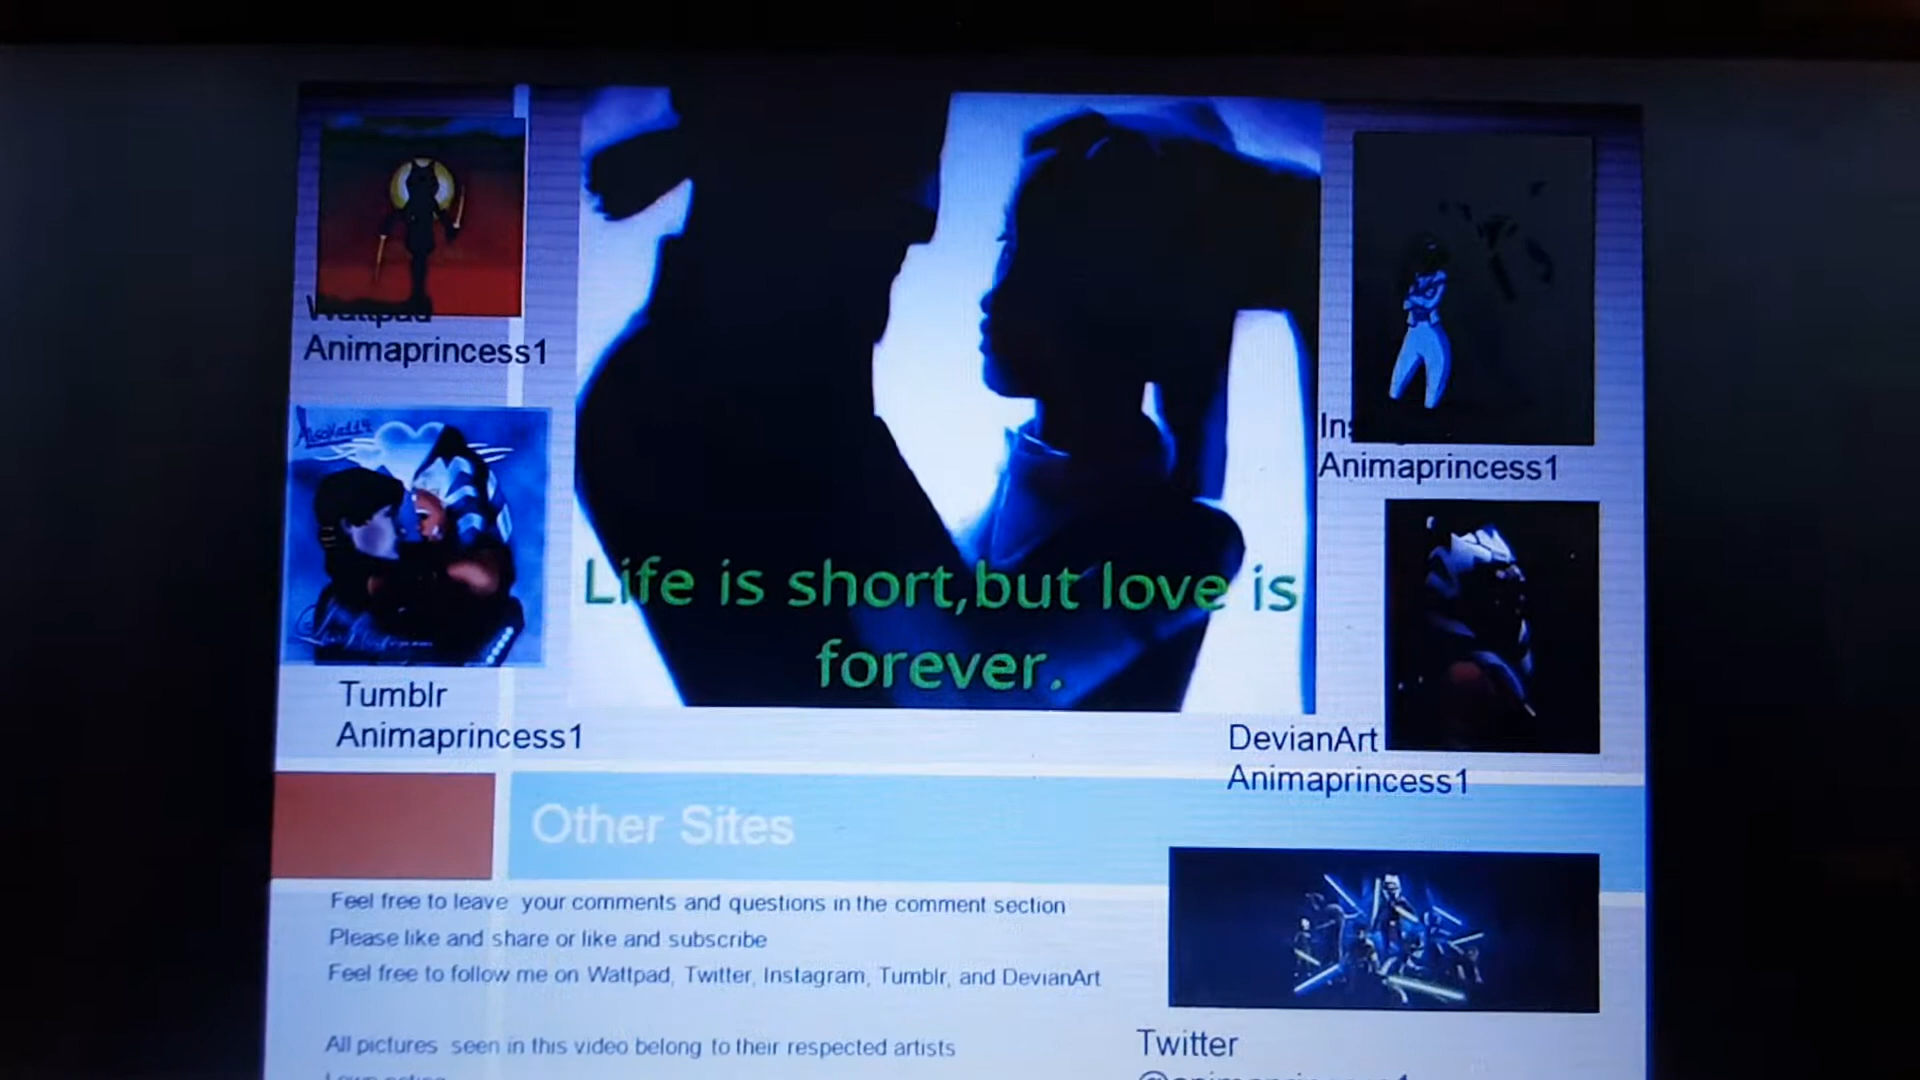 Wattpad
Animaprincess1
Animaprincess1
Life is short,but love is
forever.
Tumblr
Animaprincess1
DevianArt
Animaprincess1
Other Sites
Feel free to leave your comments and questions in the comment section
Please like and share or like and subscribe
Feel free to follow me on Wattpad, Twitter, Instagram, Tumblr, and DevianArt
All pictures seen in this video belong to their respected artists
Twitter